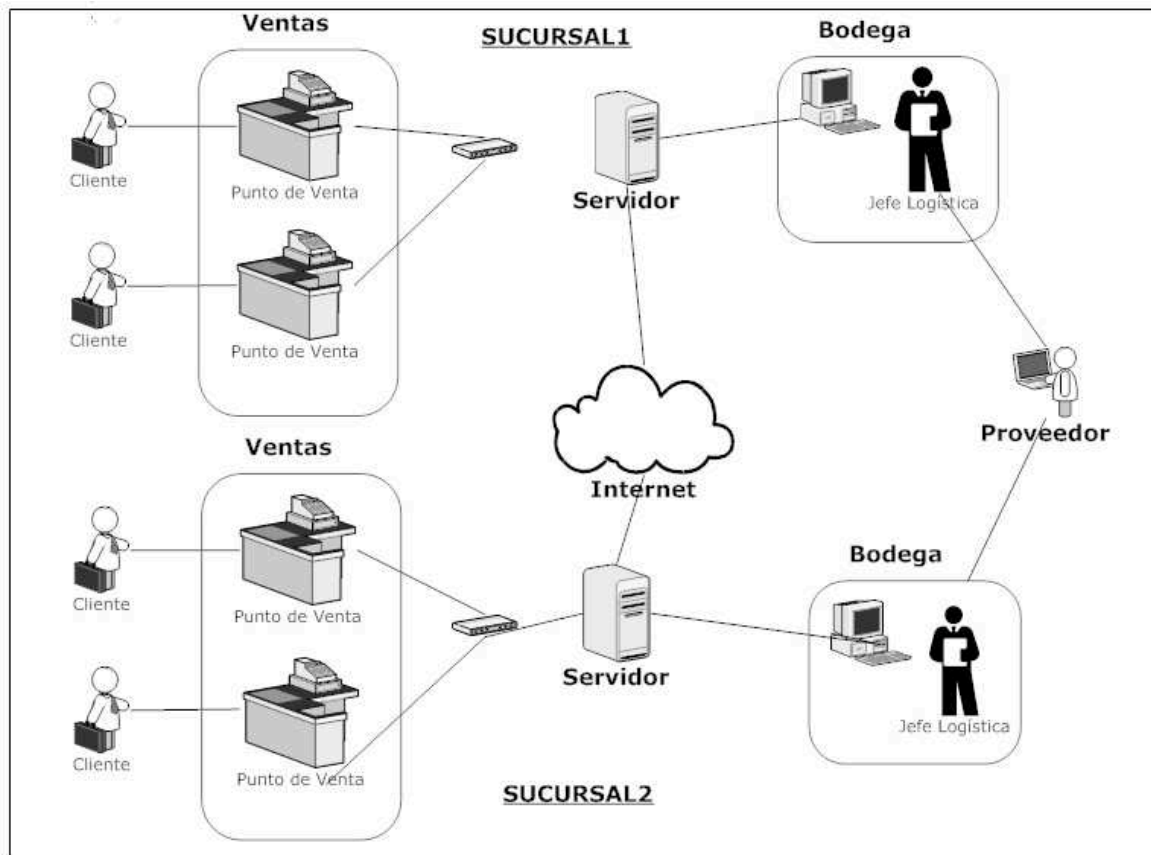 Ventas
SUCURSAL1
Bodega
Cliente
Punto de Venta
Servidor
Jefe Logística
Cliente
Punto de Venta
Proveedor
Ventas
Internet
Bodega
Cliente
Punto de Venta
Servidor
Jefe Logística
Cliente
Punto de Venta
SUCURSAL2